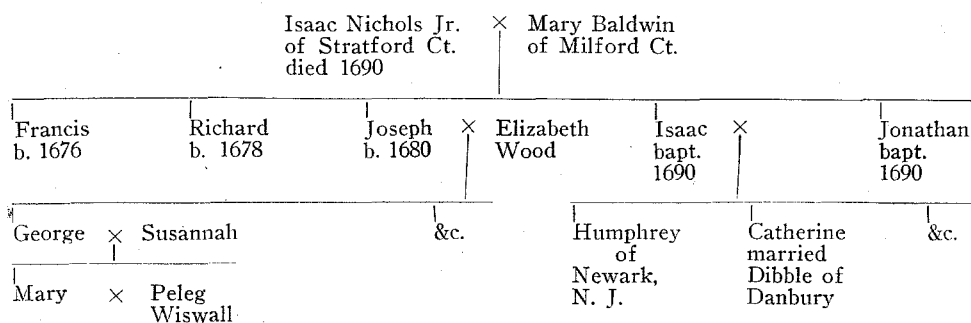 Isaac Nichols Jr. × Mary Baldwin
of Stratford Ct. of Milford Ct.
died 1690
Francis Richard Joseph × Elizabeth Isaac × Jonathan
b. 1676 b. 1678 b. 1680 Wood bapt. bapt.
1690 1690
George × Susannah &c. Humphrey Catherine &c.
of married
Newark, Dibble of
Mary × Peleg N. J. Danbury
Wiswall